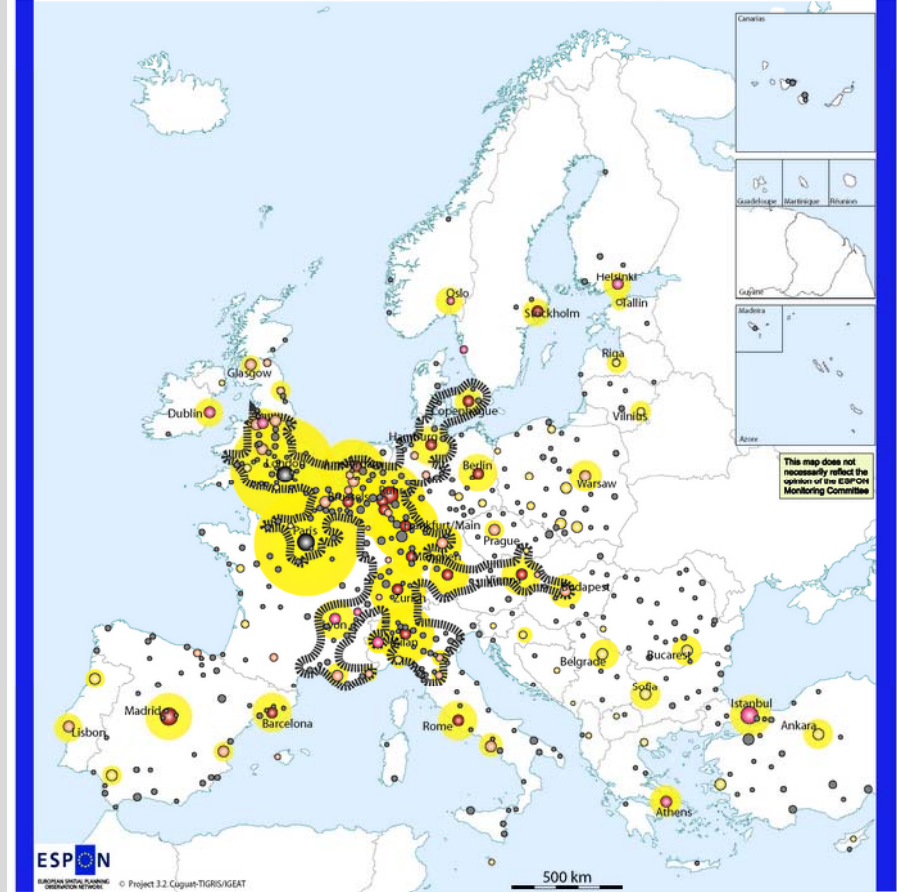 Canarias
Guadeloupe Martinique Réunion
Guyane
Madeira
Azore
This map does not
necessarily reflect the
opinion of the ESPON
Monitoring Committee
Helsinki
Oslo
Tallin
Stockholm
Riga
Glasgow
Copenhague
Dublin
Vilnius
Hamburg
Berlin
London
Warsaw
Paris
Frankfurt/Main
Prague
Budapest
Zurich
Lyon
Milan
Belgrade
Bucarest
Sofia
Madrid
Istanbul
Barcelona
Rome
Ankara
Lisbon
Athens
ESPON
EUROPEAN SPATIAL PLANNING
OBSERVATION NETWORK
© Project 3.2 Cuguat-TIGRIS/IGEAT
500 km